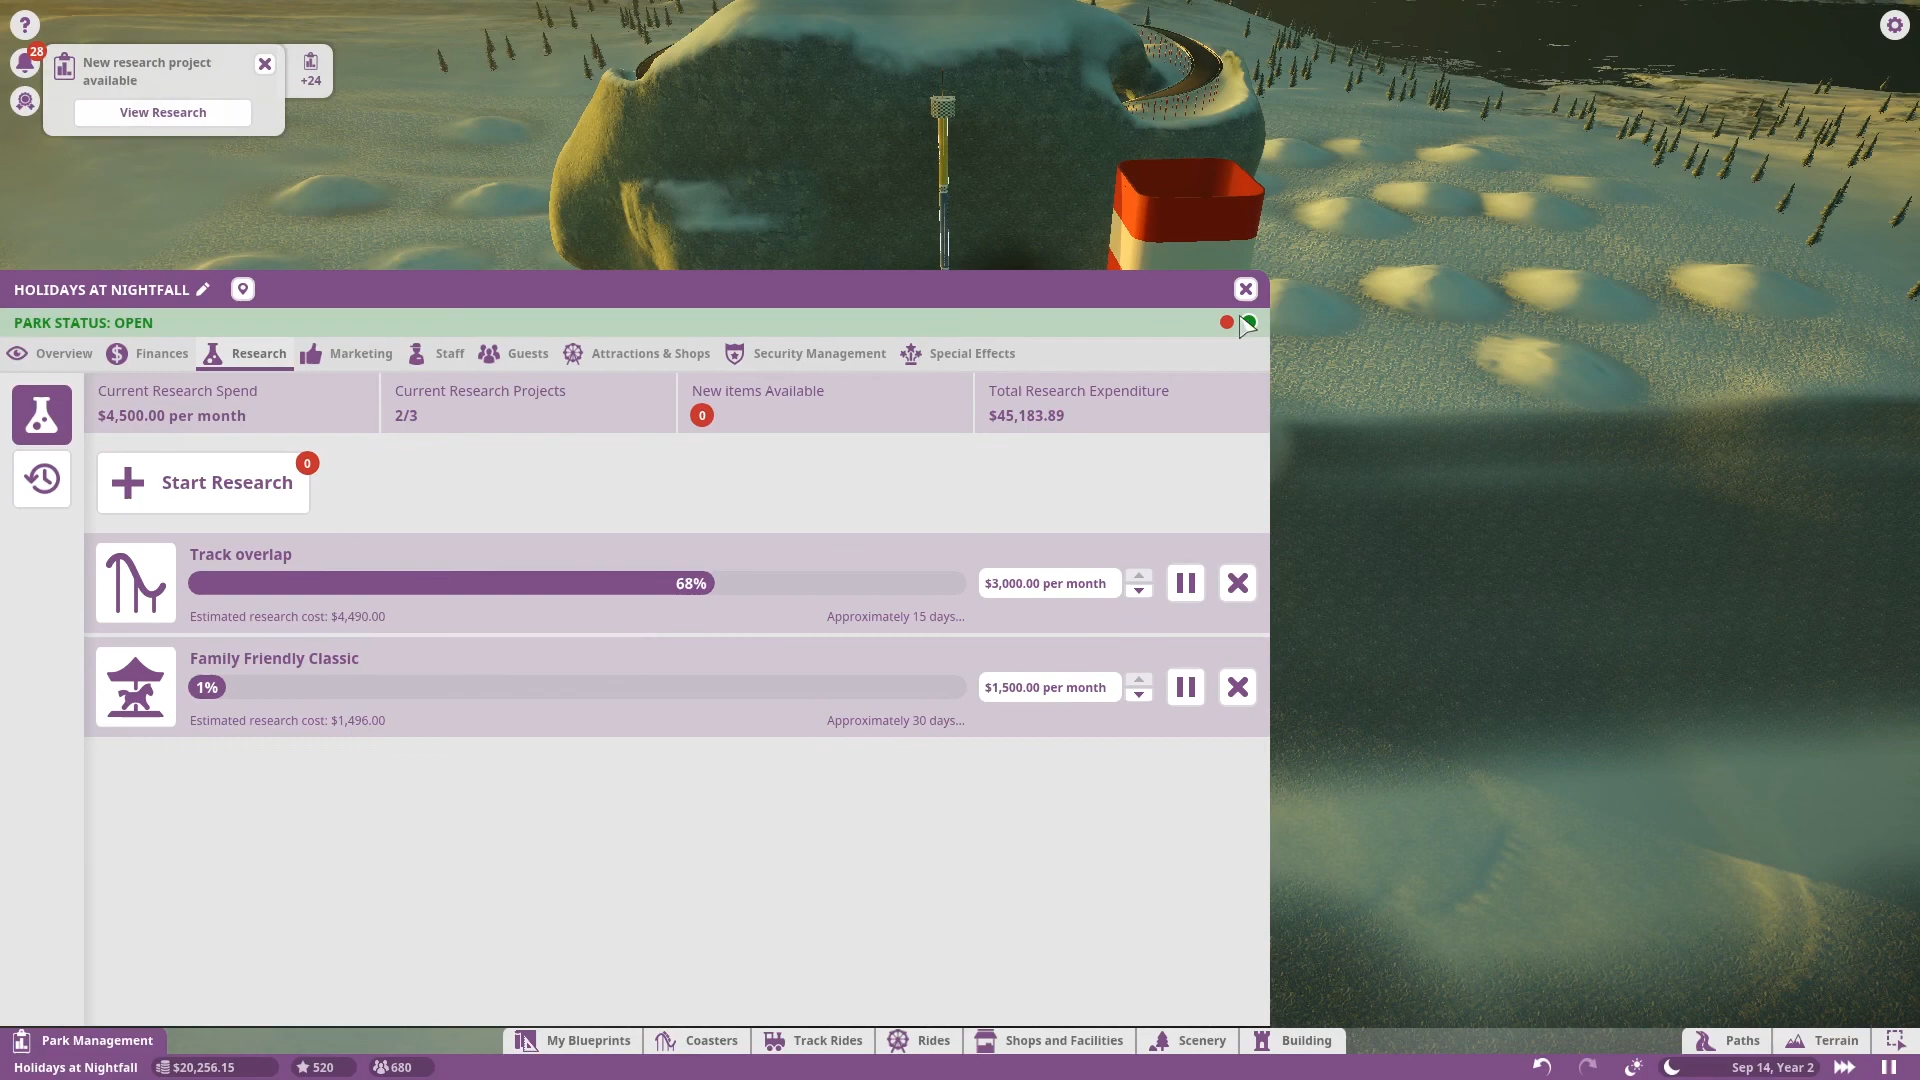 ?
28
New research project
available
View Research
+24
HOLIDAYS AT NIGHTFALL
PARK STATUS: OPEN
Overview
Finances
Research
Marketing
Staff
Guests
Attractions & Shops
Security Management
Special Effects
Current Research Spend
$4,500.00 per month
Current Research Projects
2/3
New items Available
0
Total Research Expenditure
$45,183.89
Start Research
0
Track overlap
68%
$3,000.00 per month
Estimated research cost: $4,490.00
Approximately 15 days...
Family Friendly Classic
1%
$1,500.00 per month
Estimated research cost: $1,496.00
Approximately 30 days...
Park Management
My Blueprints
Coasters
Track Rides
Rides
Shops and Facilities
Scenery
Building
Paths
Terrain
Holidays at Nightfall
$20,256.15
520
680
Sep 14, Year 2